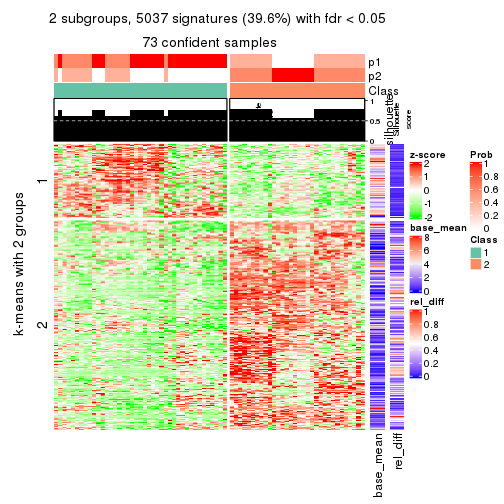 2 subgroups, 5037 signatures (39.6%) with fdr < 0.05
73 confident samples
p1
p2
Class
1
0.5
0
silhouette
Silhouette
score
k-means with 2 groups
1
2
base_mean
rel_diff
z-score
2
1
0
-1
-2
base_mean
8
6
4
2
0
rel_diff
1
0.8
0.6
0.4
0.2
0
Prob
1
0.8
0.6
0.4
0.2
0
Class
1
2